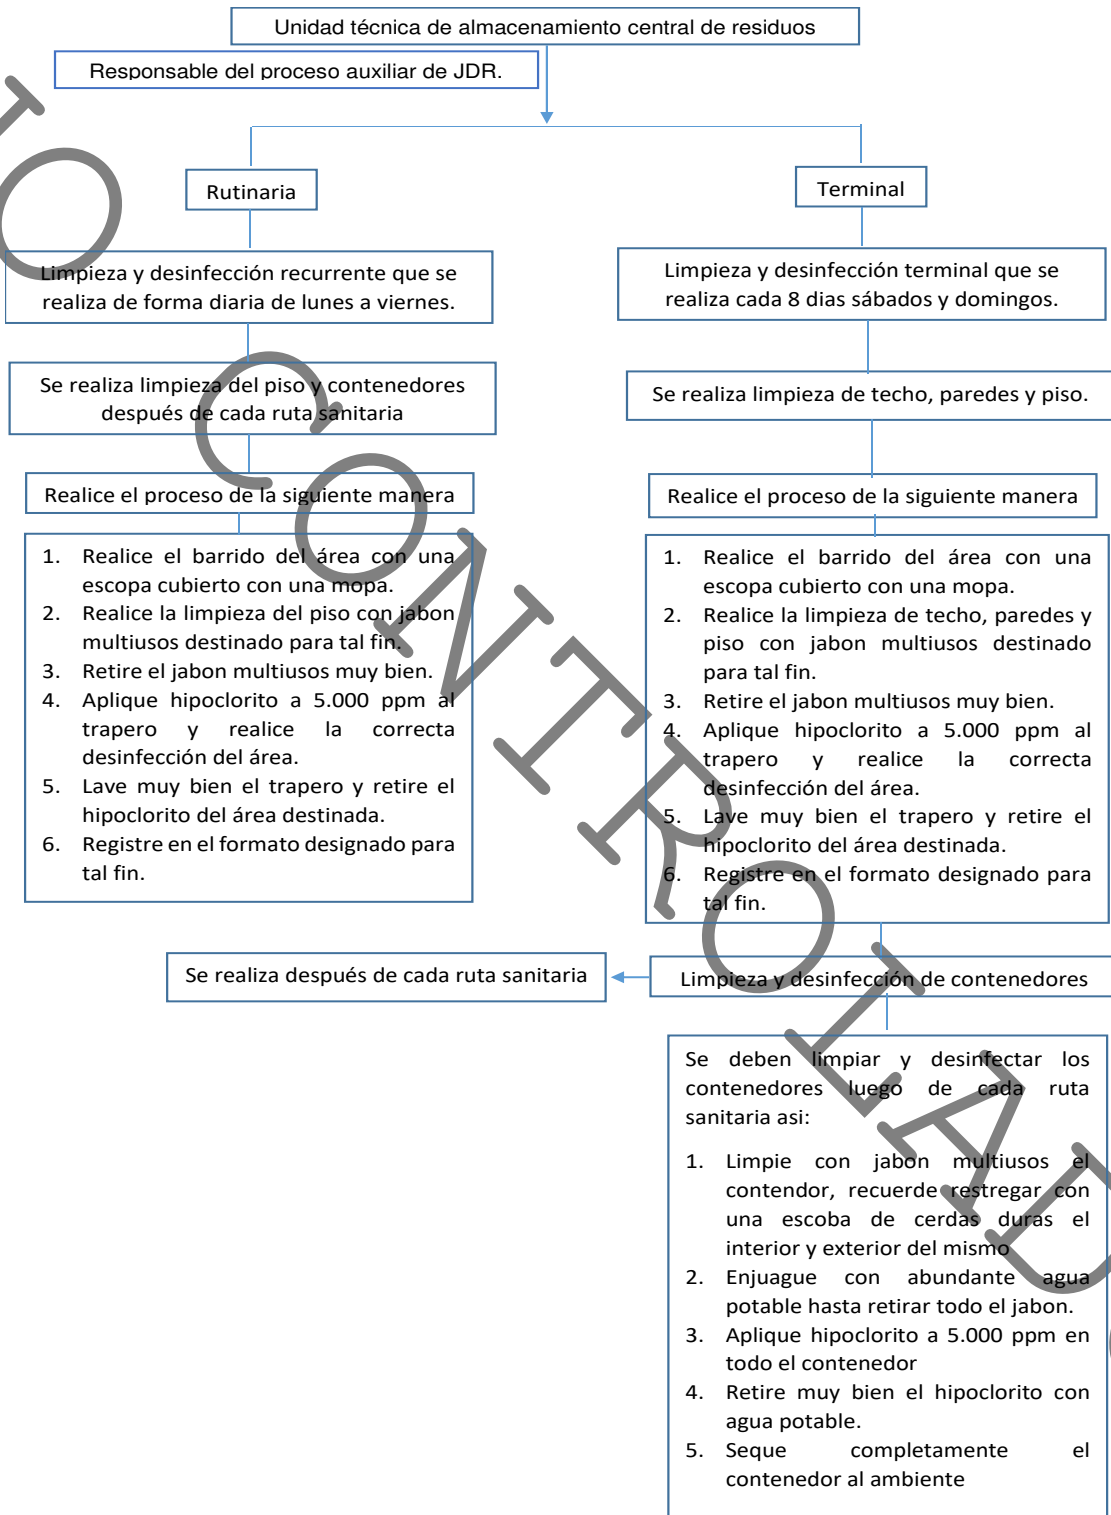 Unidad técnica de almacenamiento central de residuos
Responsable del proceso auxiliar de JDR.
Rutinaria
Limpieza y desinfección recurrente que se
realiza de forma diaria de lunes a viernes.
Se realiza limpieza del piso y contenedores
después de cada ruta sanitaria
Realice el proceso de la siguiente manera
1. Realice el barrido del área con una
escopa cubierto con una mopa.
2. Realice la limpieza del piso con jabon
multiusos destinado para tal fin.
3. Retire el jabon multiusos muy bien.
4. Aplique hipoclorito a 5.000 ppm al
trapero y realice la correcta
desinfección del área.
5. Lave muy bien el trapero y retire el
hipoclorito del área destinada.
6. Registre en el formato designado para
tal fin.
Terminal
Limpieza y desinfección terminal que se
realiza cada 8 dias sábados y domingos.
Se realiza limpieza de techo, paredes y piso.
Realice el proceso de la siguiente manera
1. Realice el barrido del área con una
escopa cubierto con una mopa.
2. Realice la limpieza de techo, paredes y
piso con jabon multiusos destinado
para tal fin.
3. Retire el jabon multiusos muy bien.
4. Aplique hipoclorito a 5.000 ppm al
trapero y realice la correcta
desinfección del área.
5. Lave muy bien el trapero y retire el
hipoclorito del área destinada.
6. Registre en el formato designado para
tal fin.
Se realiza después de cada ruta sanitaria
Limpieza y desinfección de contenedores
Se deben limpiar y desinfectar los
contenedores luego de cada ruta
sanitaria asi:
1. Limpie con jabon multiusos el
contendor, recuerde restregar con
una escoba de cerdas duras el
interior y exterior del mismo
2. Enjuague con abundante agua
potable hasta retirar todo el jabon.
3. Aplique hipoclorito a 5.000 ppm en
todo el contenedor
4. Retire muy bien el hipoclorito con
agua potable.
5. Seque completamente el
contenedor al ambiente
CONTROLAD